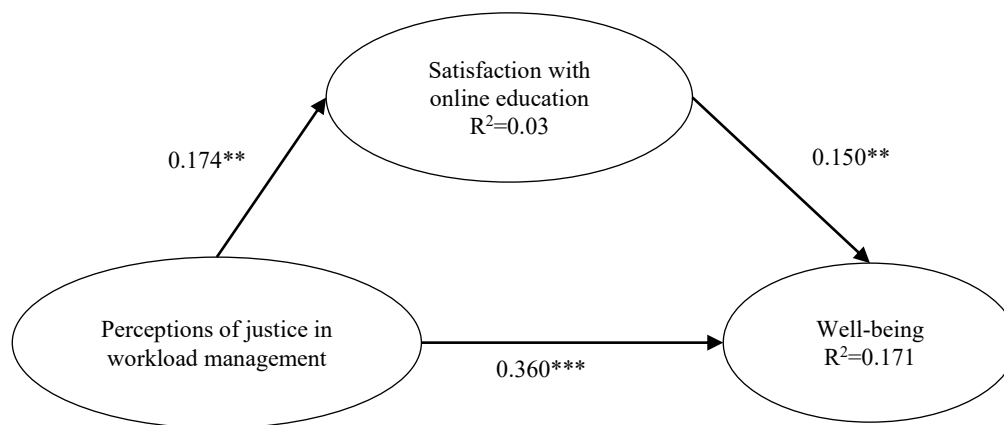 Satisfaction with
online education
R²=0.03
0.174**
0.150**
Perceptions of justice in
workload management
0.360***
Well-being
R²=0.171